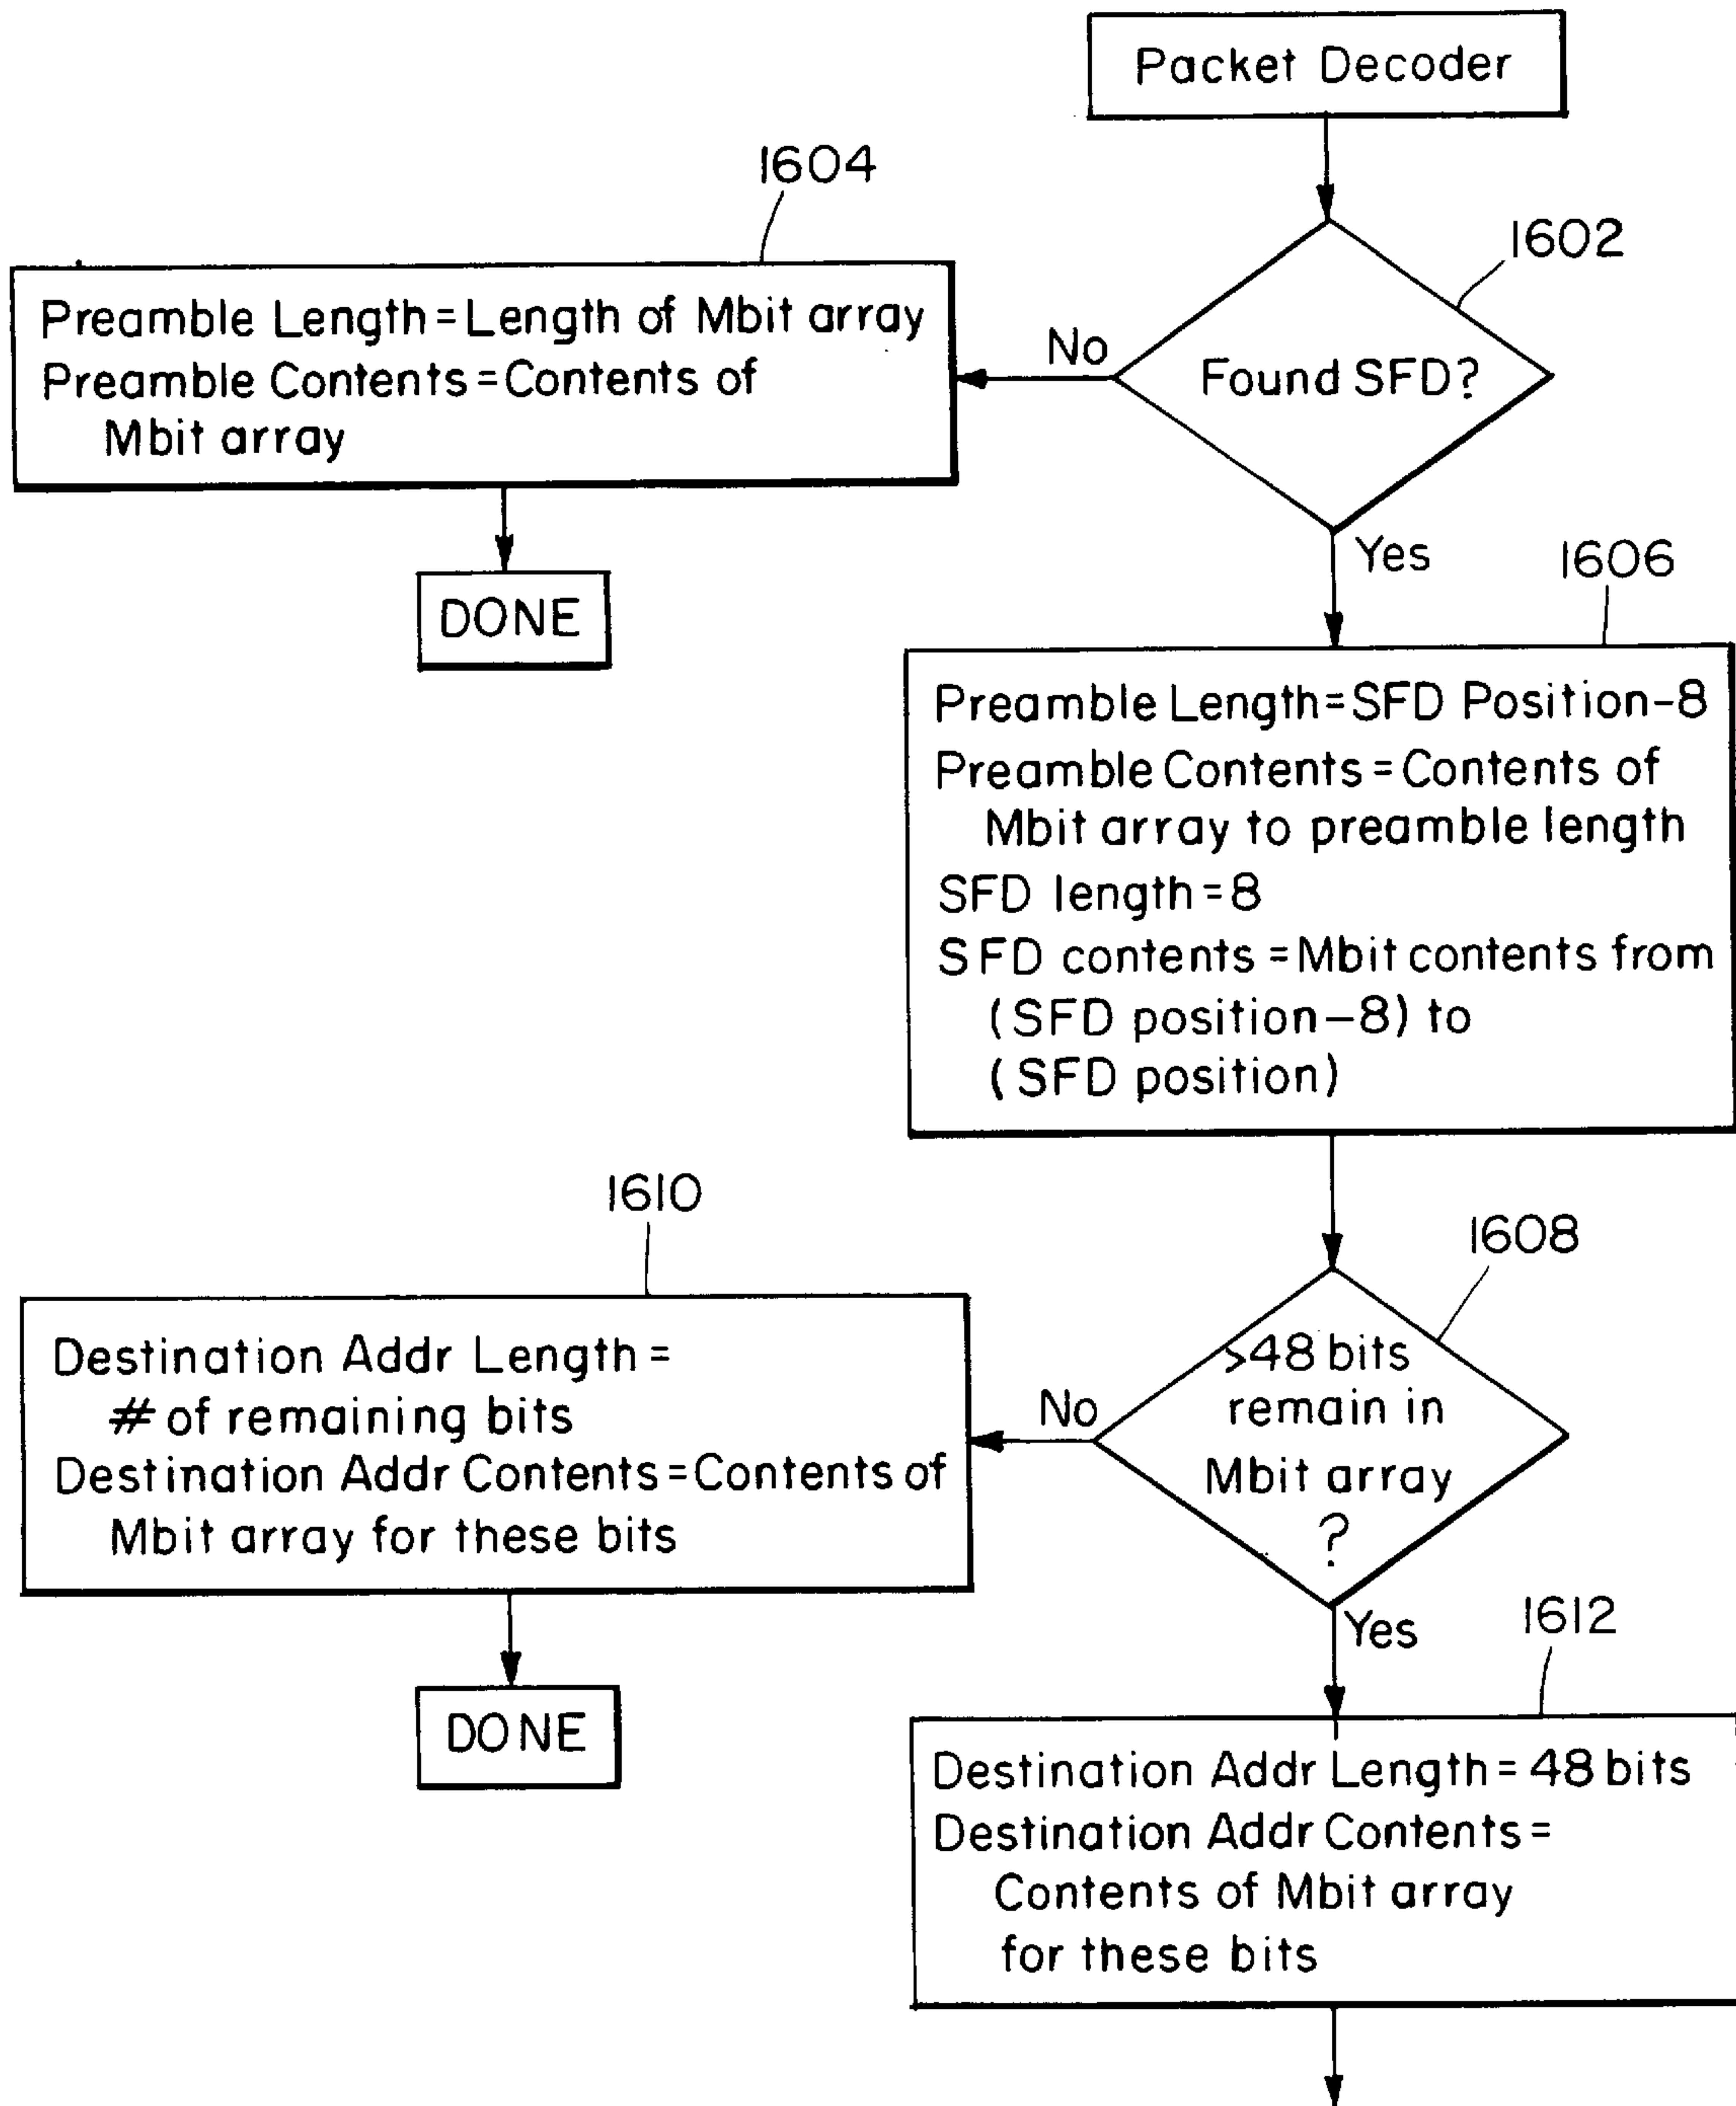 Packet Decoder
1604
1602
Preamble Length=Length of Mbit array
Preamble Contents=Contents of
Mbit array
No
Found SFD?
DONE
Yes
1606
Preamble Length=SFD Position-8
Preamble Contents=Contents of
Mbit array to preamble length
SFD length=8
SFD contents=Mbit contents from
(SFD position-8) to
(SFD position)
1610
1608
Destination Addr Length=
# of remaining bits
Destination Addr Contents=Contents of
Mbit array for these bits
No
>48 bits
remain in
Mbit array
?
DONE
Yes
1612
Destination Addr Length=48 bits
Destination Addr Contents=
Contents of Mbit array
for these bits